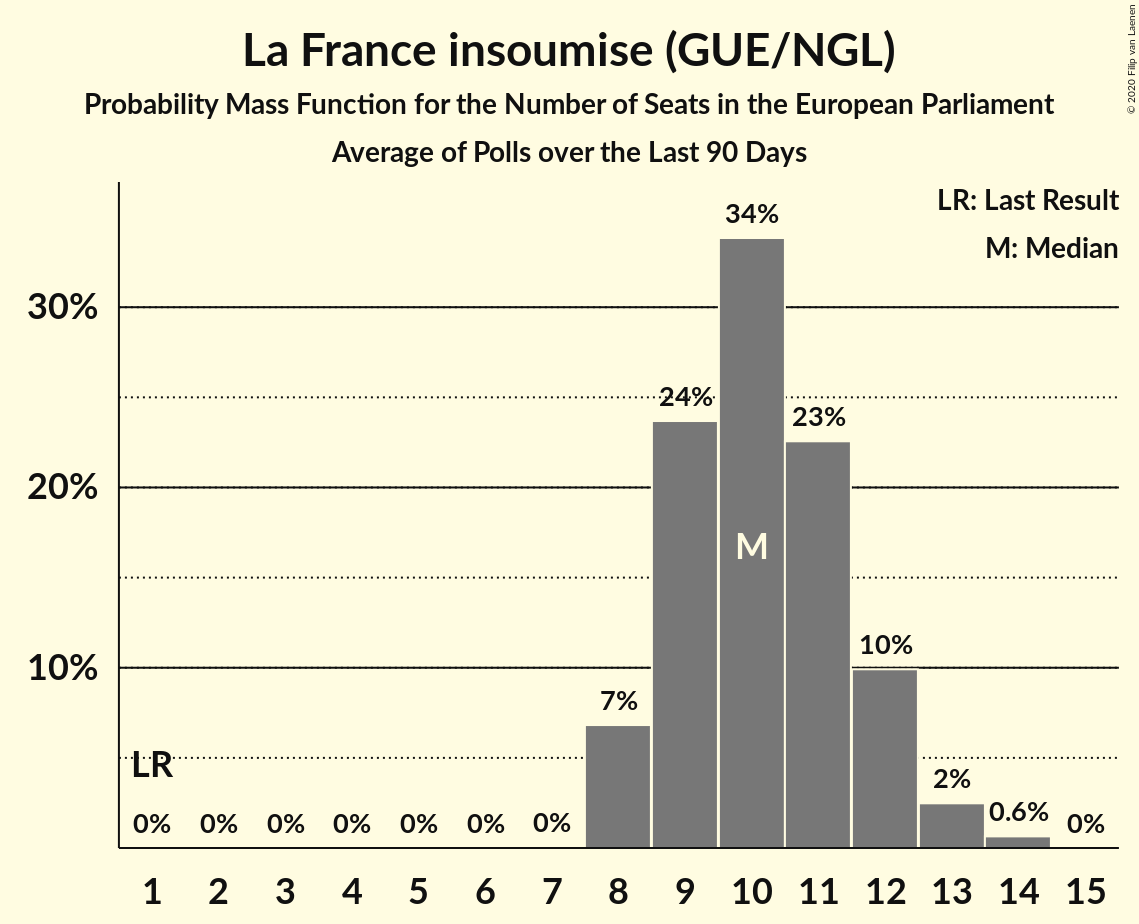 La France insoumise (GUE/NGL)
Probability Mass Function for the Number of Seats in the European Parliament
Average of Polls over the Last 90 Days
© 2020 Filip van Laenen
LR: Last Result
M: Median
34%
30%
24%
23%
20%
M
10%
10%
7%
LR
2%
0.6%
0% 0% 0% 0% 0% 0% 0% 0%
1 2 3 4 5 6 7 8 9 10 11 12 13 14 15